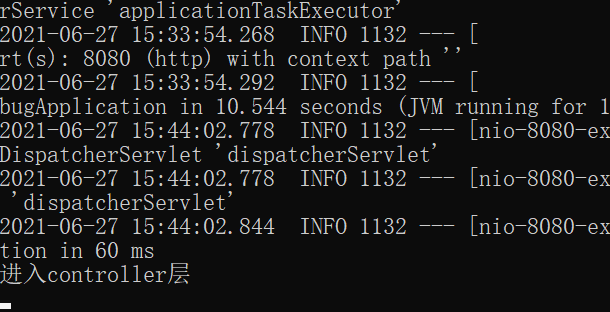 rService 'applicationTaskExecutor'
2021-06-27 15:33:54.268  INFO 1132 --- [
rt(s): 8080 (http) with context path ''
2021-06-27 15:33:54.292  INFO 1132 --- [
bugApplication in 10.544 seconds (JVM running for 1
2021-06-27 15:44:02.778  INFO 1132 --- [nio-8080-ex
DispatcherServlet 'dispatcherServlet'
2021-06-27 15:44:02.778  INFO 1132 --- [nio-8080-ex
 'dispatcherServlet'
2021-06-27 15:44:02.844  INFO 1132 --- [nio-8080-ex
tion in 60 ms
进入controller层